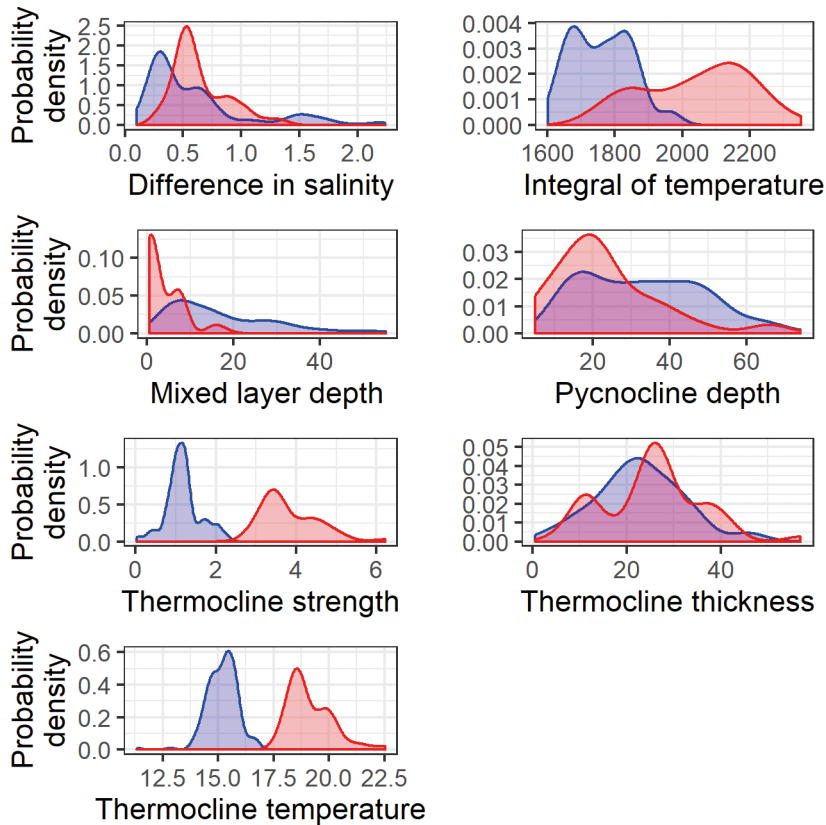 Probability
density
2.5
2.0
1.5
1.0
0.5
0.0
0.0 0.5 1.0 1.5 2.0
Difference in salinity
0.004
0.003
0.002
0.001
0.000
1600 1800 2000 2200
Integral of temperature
Probability
density
0.10
0.05
0.00
0 20 40
Mixed layer depth
0.03
0.02
0.01
0.00
20 40 60
Pycnocline depth
Probability
density
1.0
0.5
0.0
0 2 4 6
Thermocline strength
0.05
0.04
0.03
0.02
0.01
0.00
0 20 40
Thermocline thickness
Probability
density
0.6
0.4
0.2
0.0
12.5 15.0 17.5 20.0 22.5
Thermocline temperature